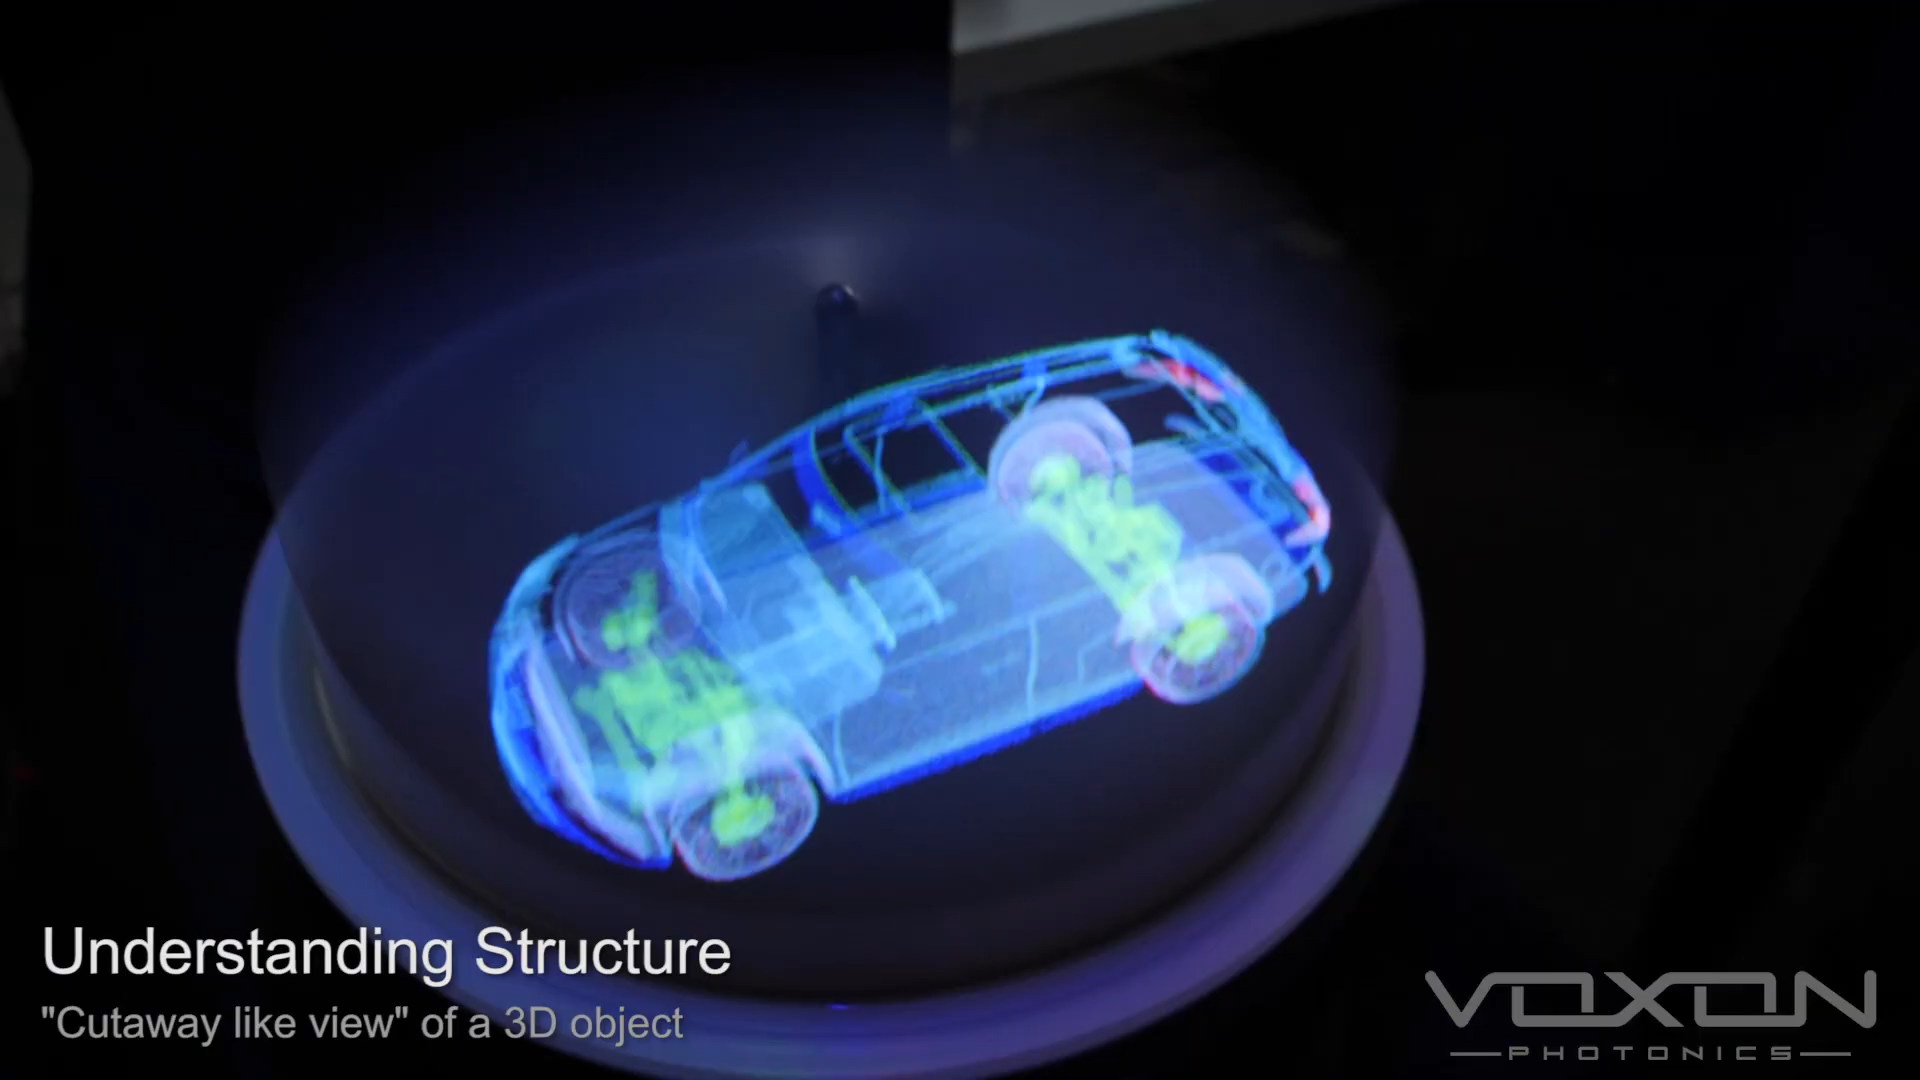 Understanding Structure
"Cutaway like view" of a 3D object
VOXON
PHOTONICS